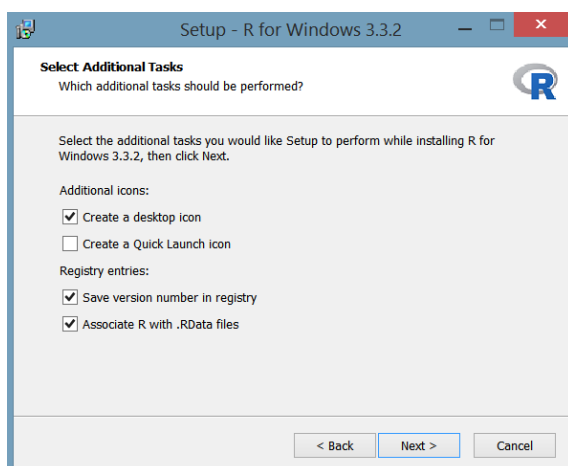 Setup - R for Windows 3.3.2
Select Additional Tasks
Which additional tasks should be performed?
R
Select the additional tasks you would like Setup to perform while installing R for
Windows 3.3.2, then click Next.
Additional icons:
Create a desktop icon
Create a Quick Launch icon
Registry entries:
Save version number in registry
Associate R with .RData files
< Back Next > Cancel